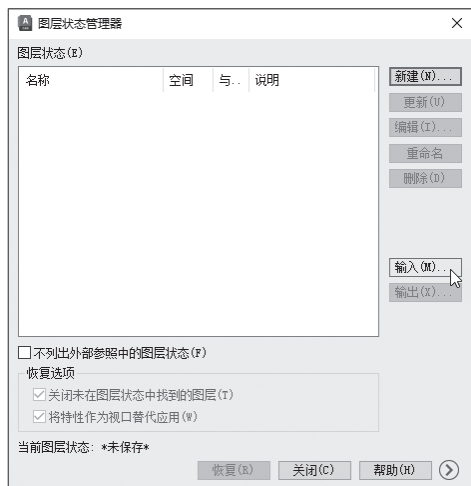 图层状态管理器
图层状态(E)
名称 空间 与.. 说明
新建(N)...
更新(U)
编辑(I)...
重命名
删除(D)
输入(M)...
输出(X)...
不列出外部参照中的图层状态(F)
恢复选项
关闭未在图层状态中找到的图层(T)
将特性作为视口替代应用(W)
当前图层状态: *未保存*
恢复(R) 关闭(C) 帮助(H)